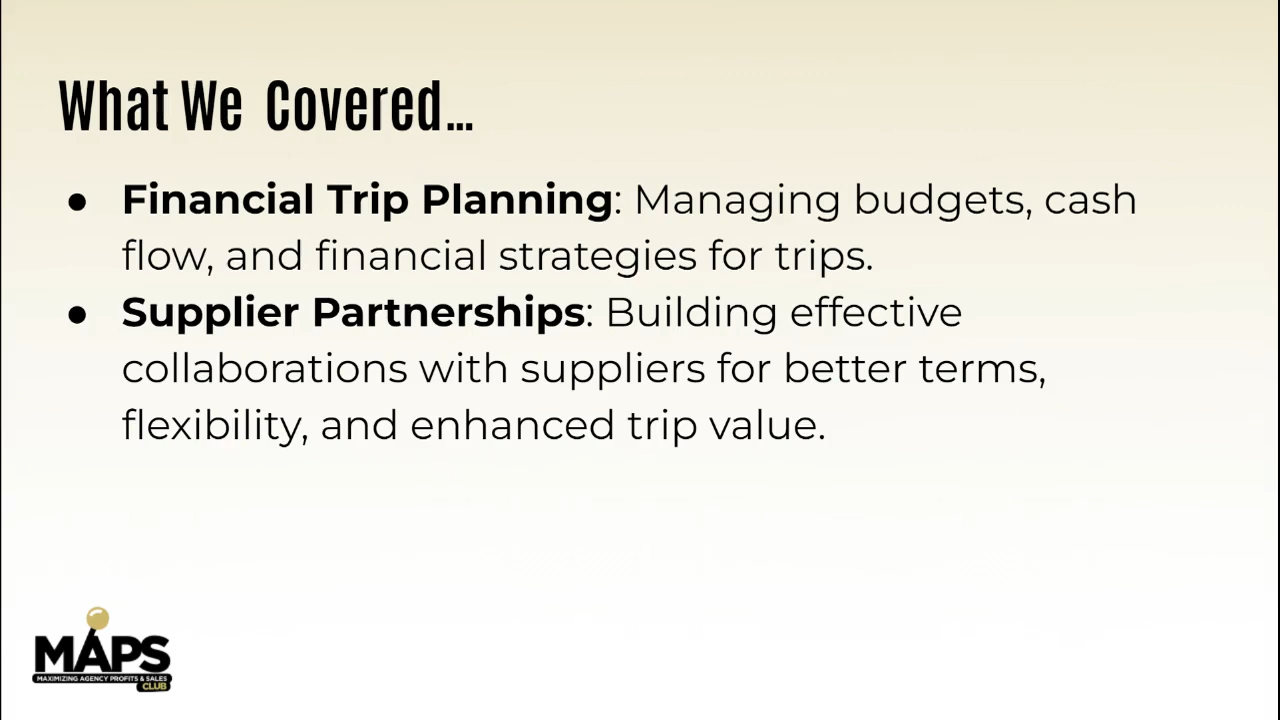 What We Covered...
● Financial Trip Planning: Managing budgets, cash
flow, and financial strategies for trips.
● Supplier Partnerships: Building effective
collaborations with suppliers for better terms,
flexibility, and enhanced trip value.
MAPS
MAXIMIZING AGENCY PROFITS & SALES
CLUB